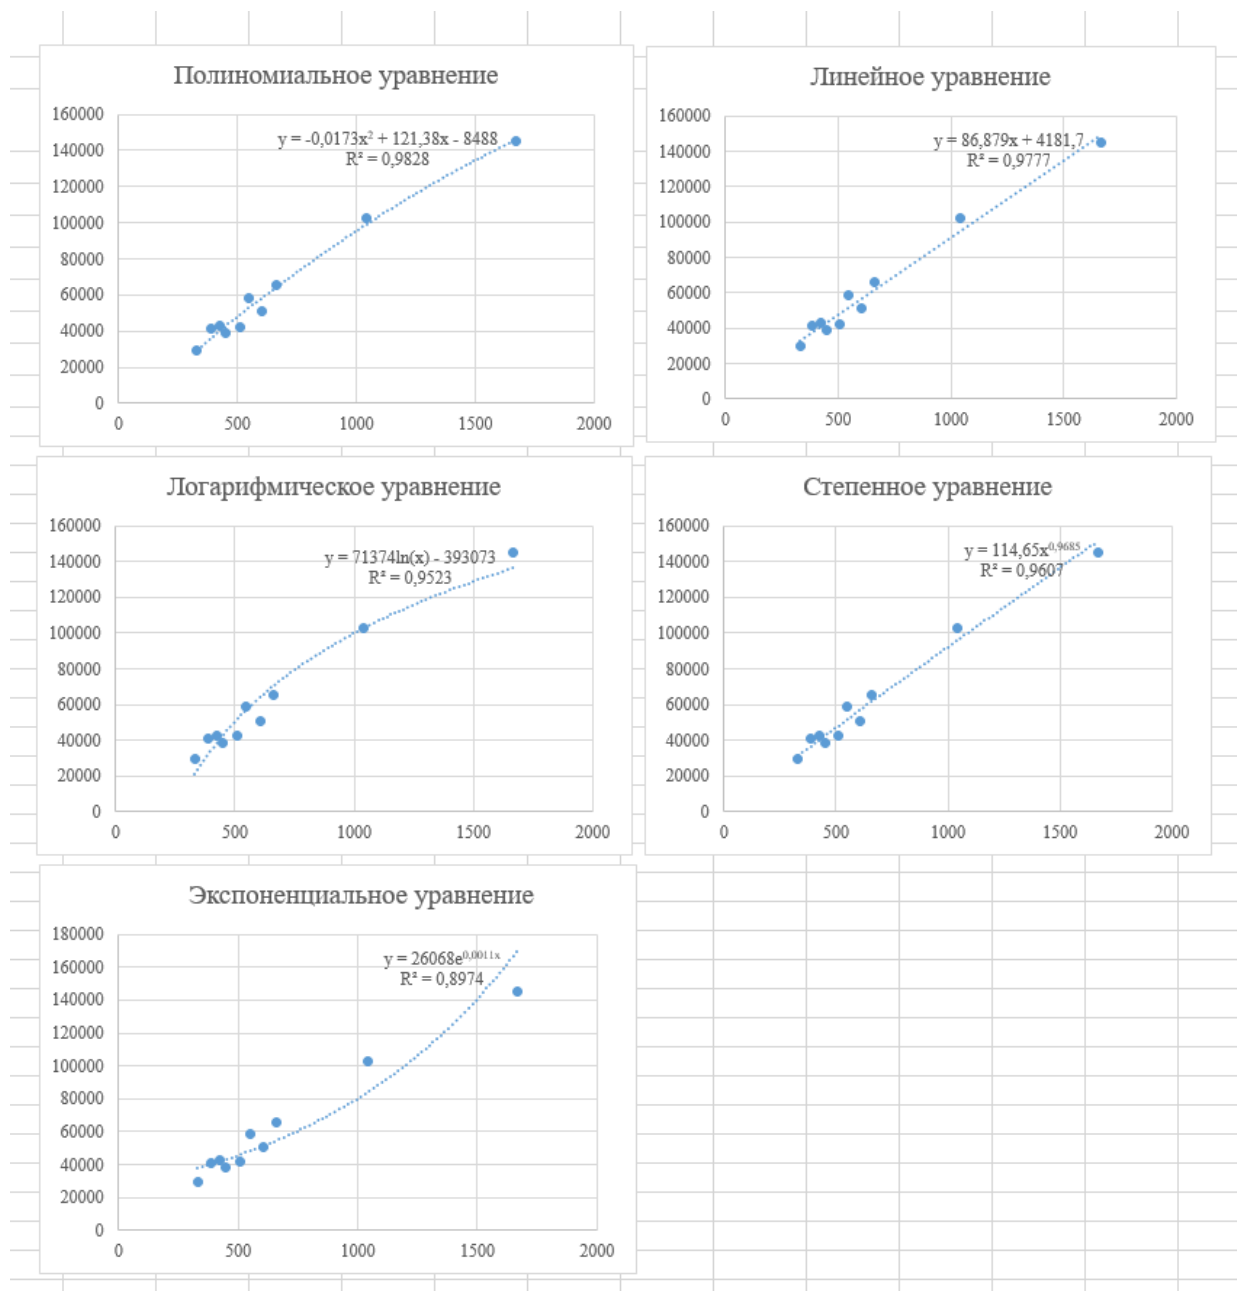 Полиномиальное уравнение
160000
140000
120000
100000
80000
60000
40000
20000
0
y = -0,0173x² + 121,38x - 8488
R² = 0,9828
0 500 1000 1500 2000
Линейное уравнение
160000
140000
120000
100000
80000
60000
40000
20000
0
y = 86,879x + 4181,7
R² = 0,9777
0 500 1000 1500 2000
Логарифмическое уравнение
160000
140000
120000
100000
80000
60000
40000
20000
0
y = 71374ln(x) - 393073
R² = 0,9523
0 500 1000 1500 2000
Степенное уравнение
160000
140000
120000
100000
80000
60000
40000
20000
0
y = 114,65x^0,9685
R² = 0,9607
0 500 1000 1500 2000
Экспоненциальное уравнение
180000
160000
140000
120000
100000
80000
60000
40000
20000
0
y = 26068e^0,0011x
R² = 0,8974
0 500 1000 1500 2000